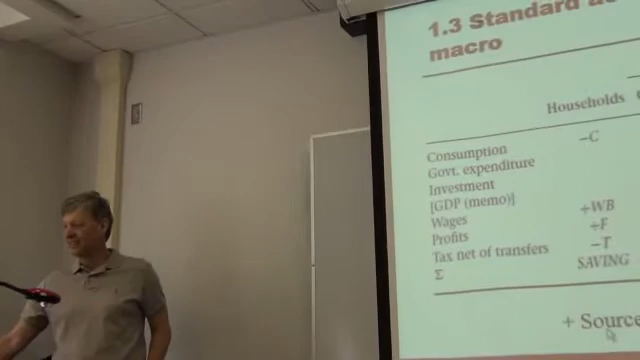 1.3 Standard
macro
Households
Consumption –C
Govt. expenditure
Investment
[GDP (memo)]
Wages +WB
Profits +F
Tax net of transfers –T
Σ SAVING
+ Source